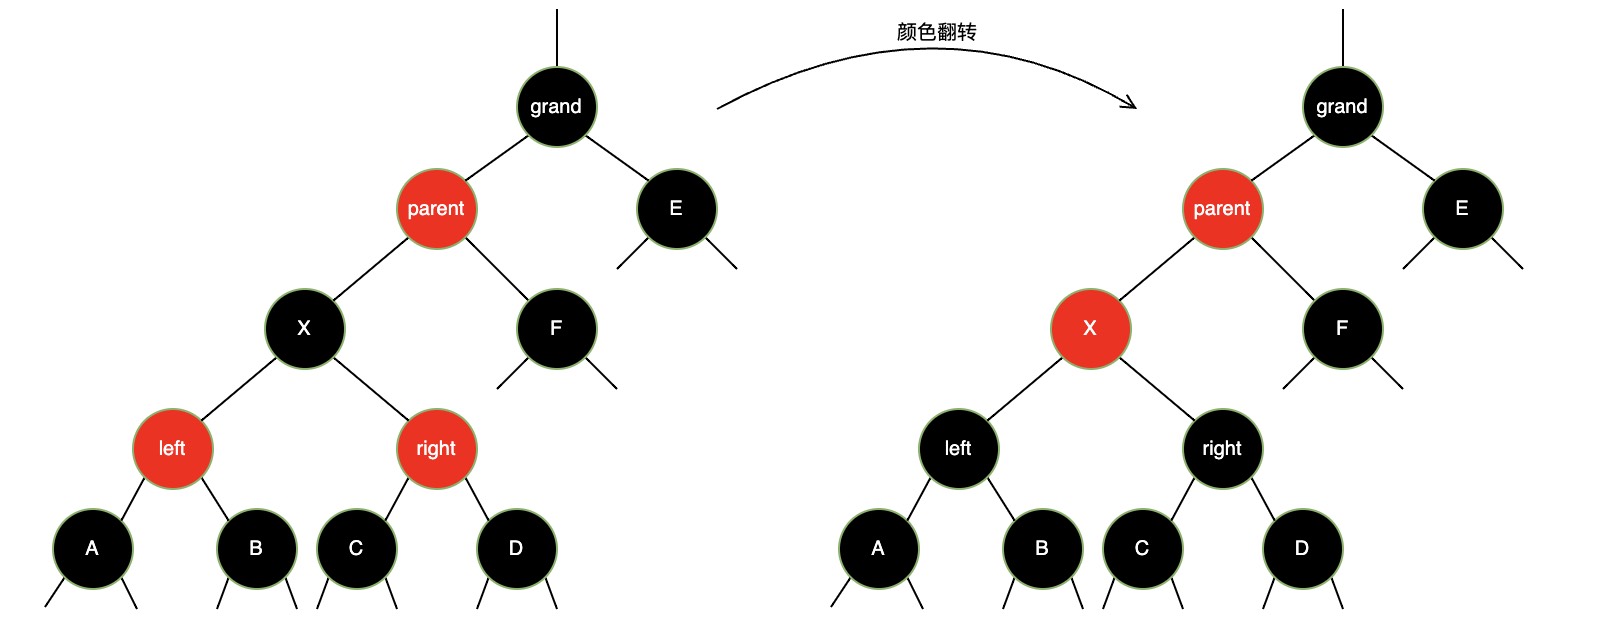 颜色翻转
grand
parent
E
X
F
left
right
A
B
C
D
grand
parent
E
X
F
left
right
A
B
C
D